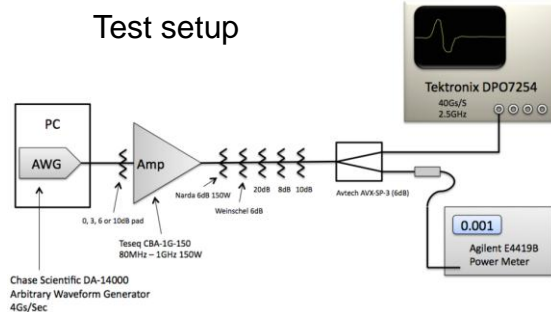 Test setup
Tektronix DPO7254
40Gs/S
2.5GHz
PC
AWG
Amp
20dB
8dB
10dB
Narda 6dB 150W
Weinschel 6dB
Avtech AVX-SP-3 (6dB)
0, 3, 6 or 10dB pad
Teseq CBA-1G-150
80MHz – 1GHz 150W
0.001
Agilent E4419B
Power Meter
Chase Scientific DA-14000
Arbitrary Waveform Generator
4Gs/Sec